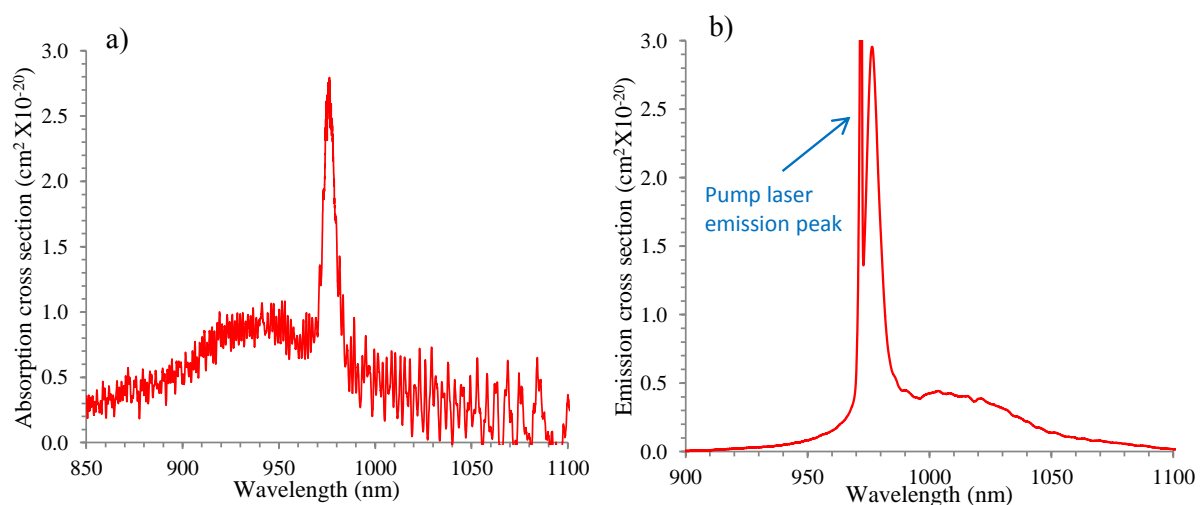 a)
Absorption cross section (cm² X10⁻²⁰)
3.0
2.5
2.0
1.5
1.0
0.5
0.0
850 900 950 1000 1050 1100
Wavelength (nm)
b)
Emission cross section (cm²X10⁻²⁰)
3.0
2.5
2.0
1.5
1.0
0.5
0.0
Pump laser
emission peak
900 950 1000 1050 1100
Wavelength (nm)